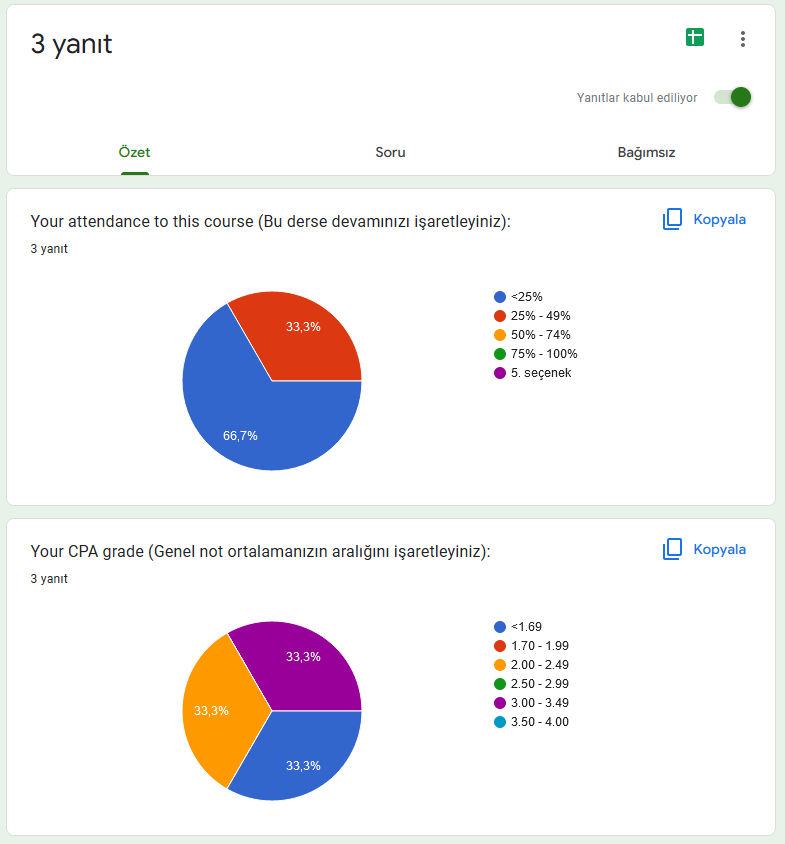 3 yanıt
Yanıtlar kabul ediliyor
Özet
Soru
Bağımsız
Your attendance to this course (Bu derse devamınızı işaretleyiniz):
Kopyala
3 yanıt
33,3%
66,7%
<25%
25% - 49%
50% - 74%
75% - 100%
5. seçenek
Your CPA grade (Genel not ortalamanızın aralığını işaretleyiniz):
Kopyala
3 yanıt
33,3%
33,3%
33,3%
<1.69
1.70 - 1.99
2.00 - 2.49
2.50 - 2.99
3.00 - 3.49
3.50 - 4.00